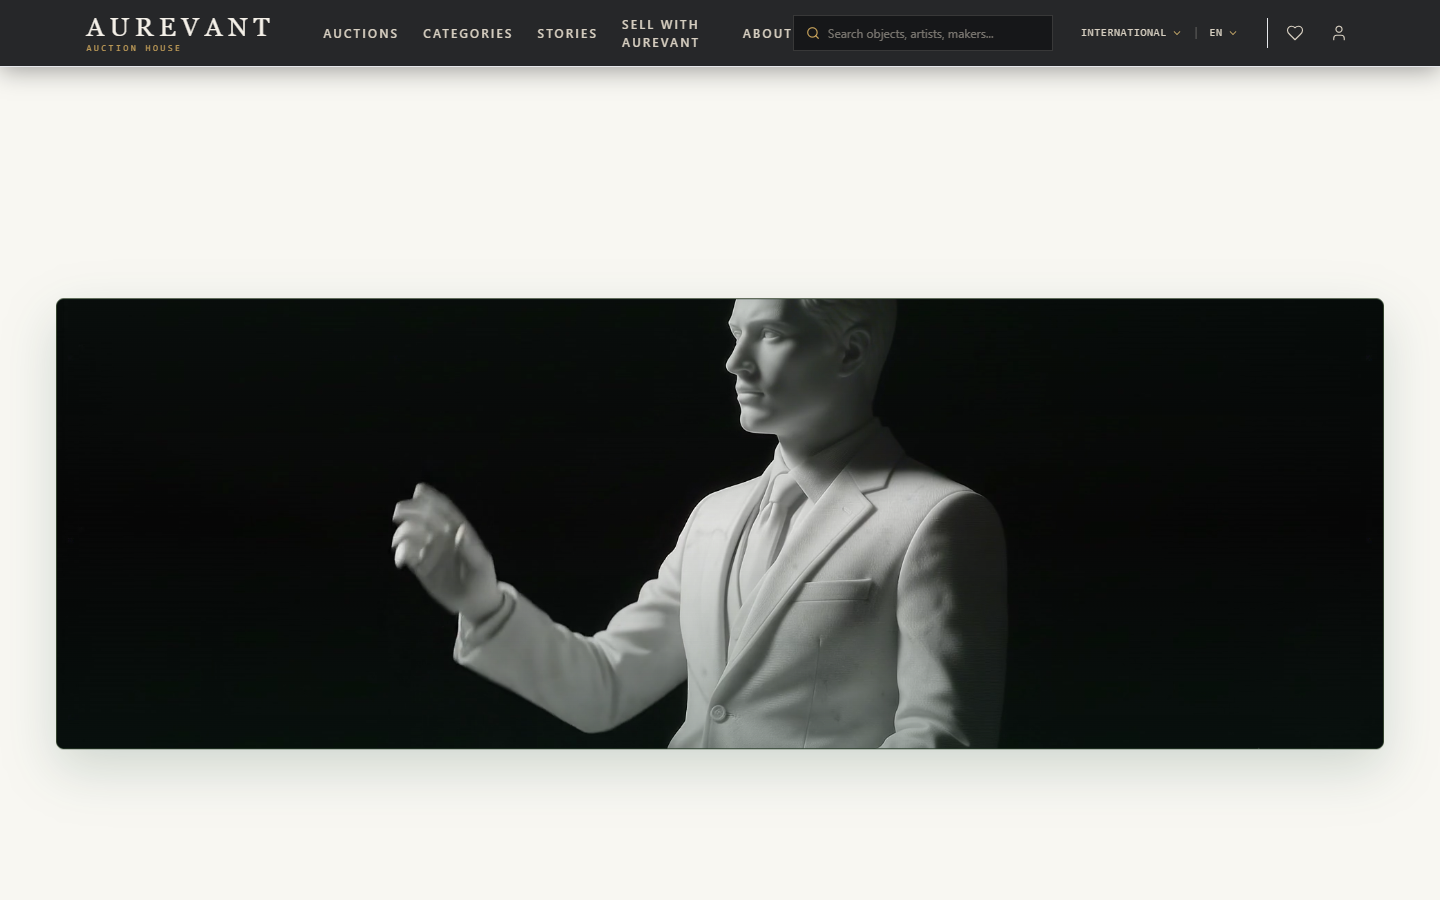 AUREVANT
AUCTION HOUSE
AUCTIONS
CATEGORIES
STORIES
SELL WITH
AUREVANT
ABOUT
Search objects, artists, makers...
INTERNATIONAL
EN